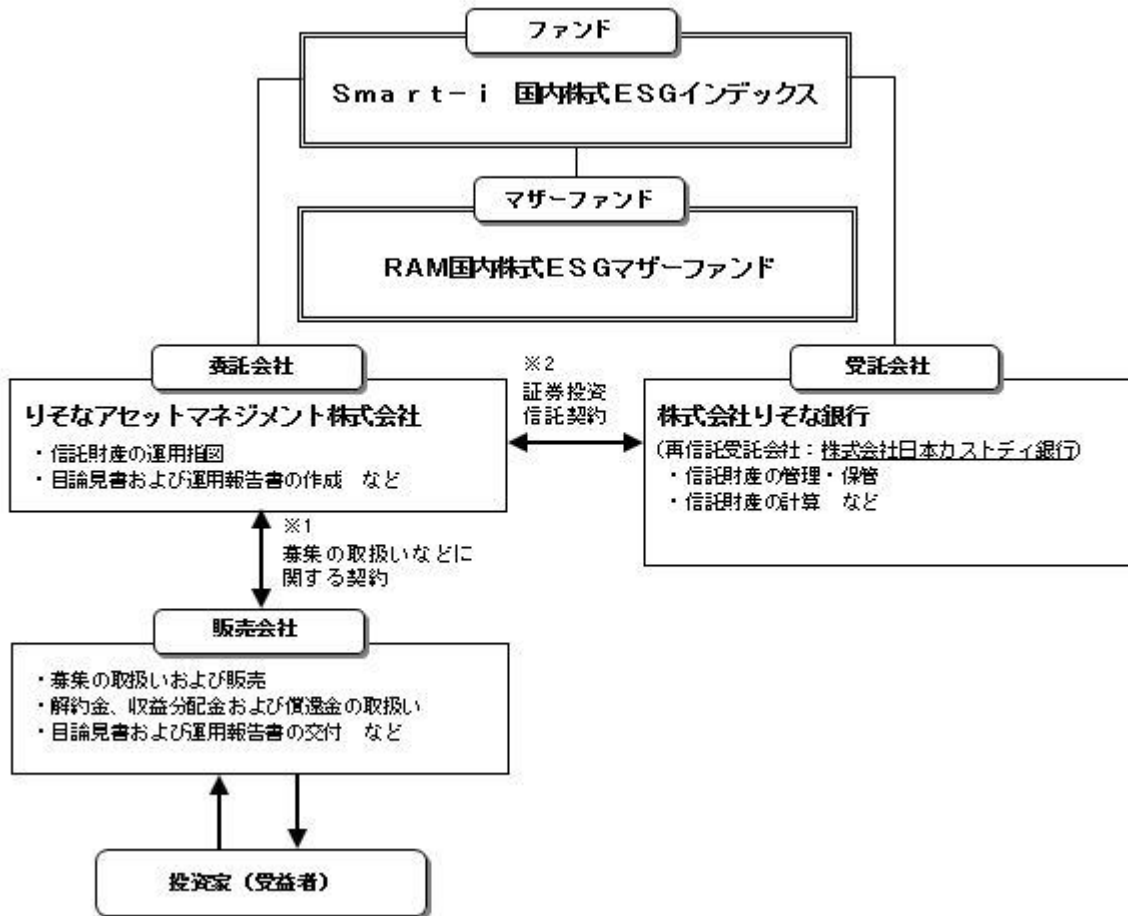 ファンド
Smart-i 国内株式ESGインデックス
マザーファンド
RAM国内株式ESGマザーファンド
委託会社
りそなアセットマネジメント株式会社
・信託財産の運用指図
・目論見書および運用報告書の作成 など
※2
証券投資
信託契約
受託会社
株式会社りそな銀行
(再信託受託会社:株式会社日本カストディ銀行)
・信託財産の管理・保管
・信託財産の計算 など
※1
募集の取扱いなどに
関する契約
販売会社
・募集の取扱いおよび販売
・解約金、収益分配金および償還金の取扱い
・目論見書および運用報告書の交付 など
投資家(受益者)